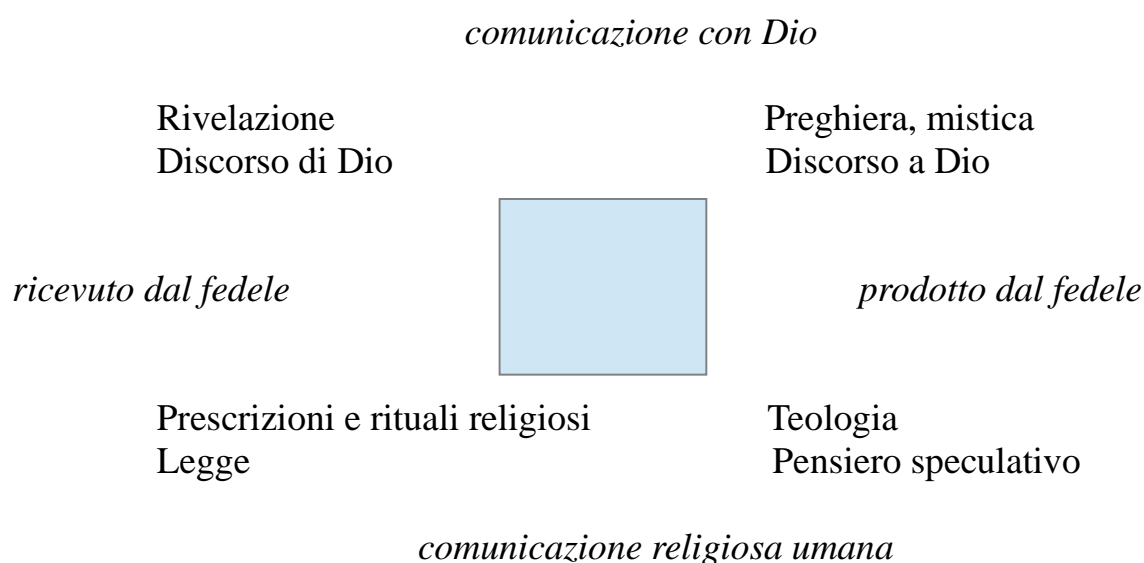 comunicazione con Dio
Rivelazione
Discorso di Dio
Preghiera, mistica
Discorso a Dio
ricevuto dal fedele
prodotto dal fedele
Prescrizioni e rituali religiosi
Legge
Teologia
Pensiero speculativo
comunicazione religiosa umana